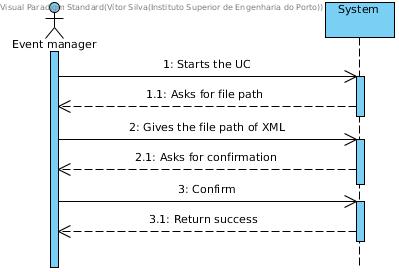 Visual Paradigm Standard(Vítor Silva(Instituto Superior de Engenharia do Porto))
System
Event manager
1: Starts the UC
1.1: Asks for file path
2: Gives the file path of XML
2.1: Asks for confirmation
3: Confirm
3.1: Return success